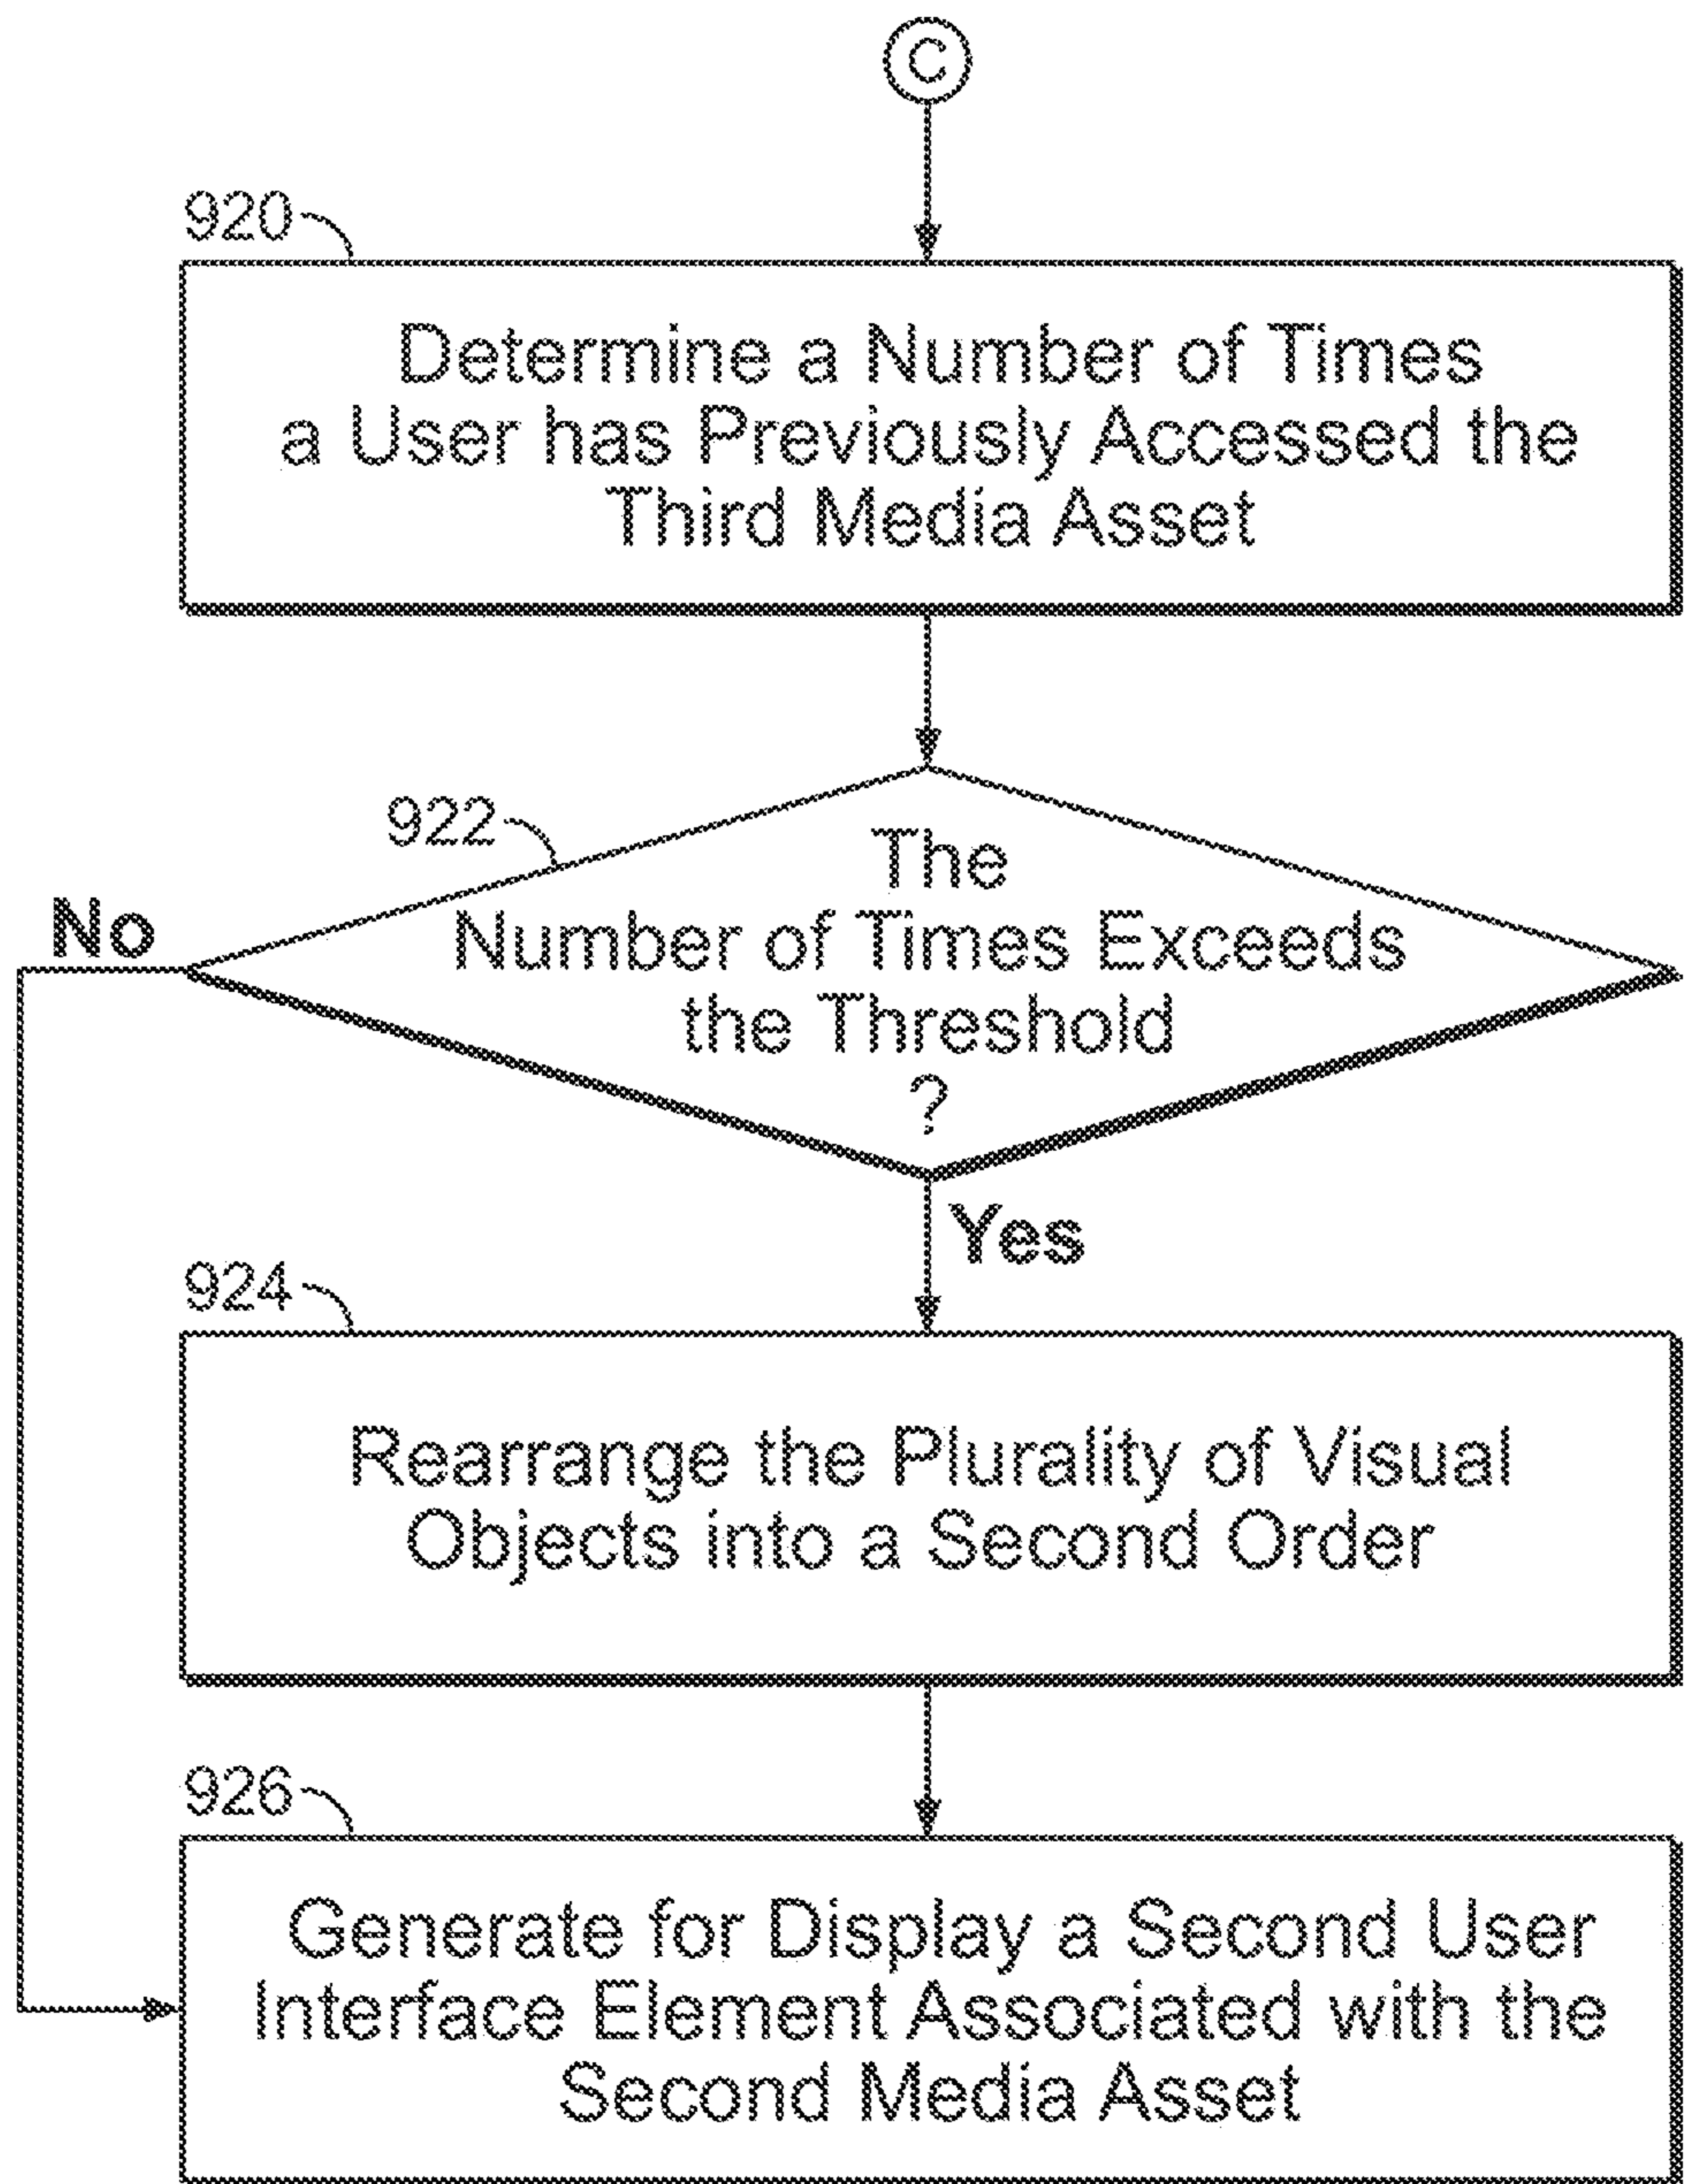 C
920
Determine a Number of Times
a User has Previously Accessed the
Third Media Asset
922
The
Number of Times Exceeds
the Threshold
?
No
Yes
924
Rearrange the Plurality of Visual
Objects into a Second Order
926
Generate for Display a Second User
Interface Element Associated with the
Second Media Asset